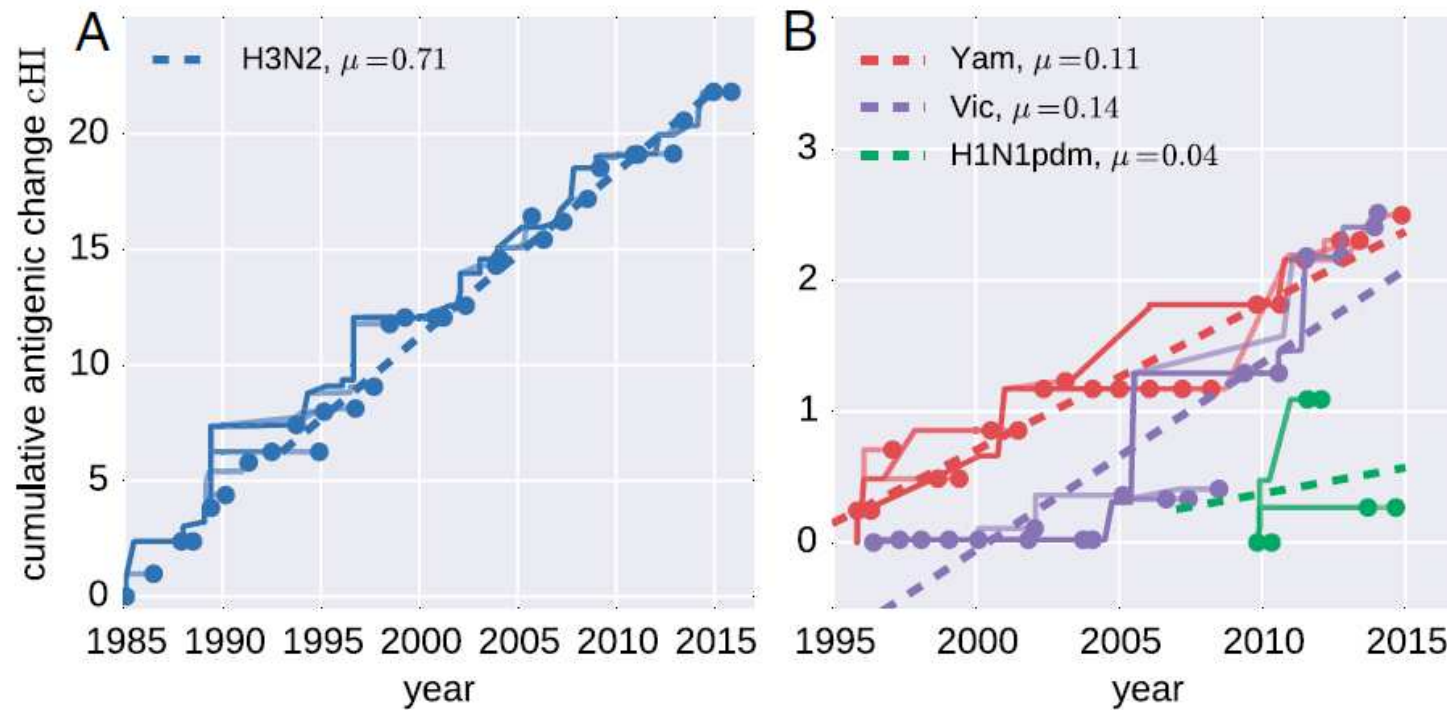 A
H3N2, μ=0.71
cumulative antigenic change cHI
20
15
10
5
0
1985 1990 1995 2000 2005 2010 2015
year
B
Yam, μ=0.11
Vic, μ=0.14
H1N1pdm, μ=0.04
3
2
1
0
1995 2000 2005 2010 2015
year